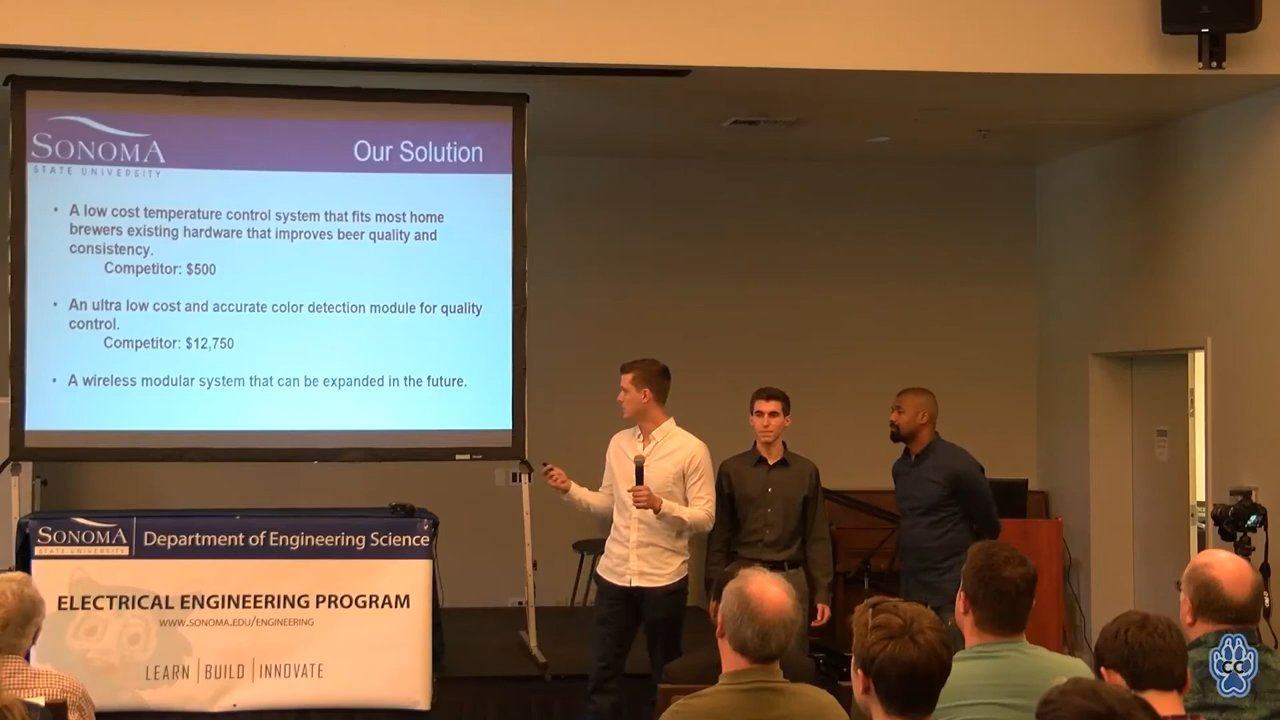 SONOMA
STATE UNIVERSITY
Our Solution
• A low cost temperature control system that fits most home
brewers existing hardware that improves beer quality and
consistency.
Competitor: $500
• An ultra low cost and accurate color detection module for quality
control.
Competitor: $12,750
• A wireless modular system that can be expanded in the future.
SONOMA
STATE UNIVERSITY
Department of Engineering Science
ELECTRICAL ENGINEERING PROGRAM
WWW.SONOMA.EDU/ENGINEERING
LEARN | BUILD | INNOVATE
CC